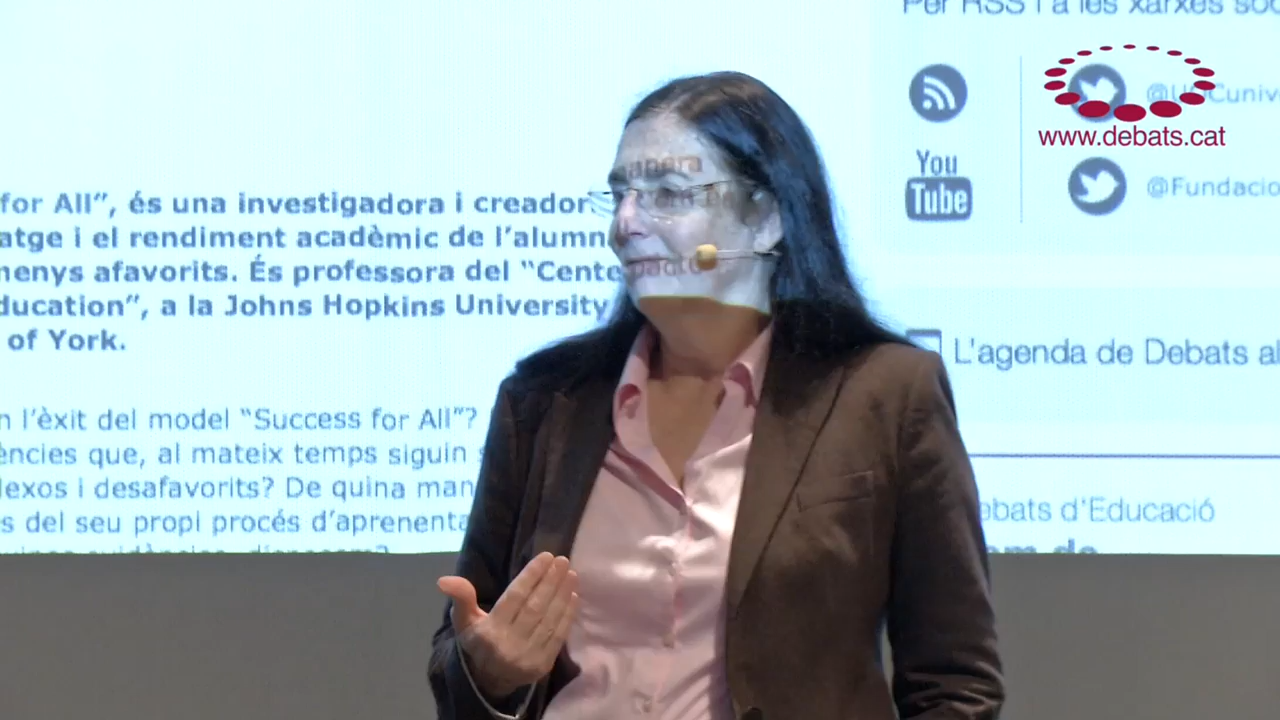 Per RSS i a les xarxes soc
@UOCunive
www.debats.cat
You
Tube
@Fundacio
for All”, és una investigadora i creador
atge i el rendiment acadèmic de l’alumn
menys afavorits. És professora del “Cente
ducation”, a la Johns Hopkins University
of York.
L'agenda de Debats al
n l’èxit del model “Success for All”?
ències que, al mateix temps siguin s
lexos i desafavorits? De quina man
s del seu propi procés d’aprenenta
ebats d'Educació